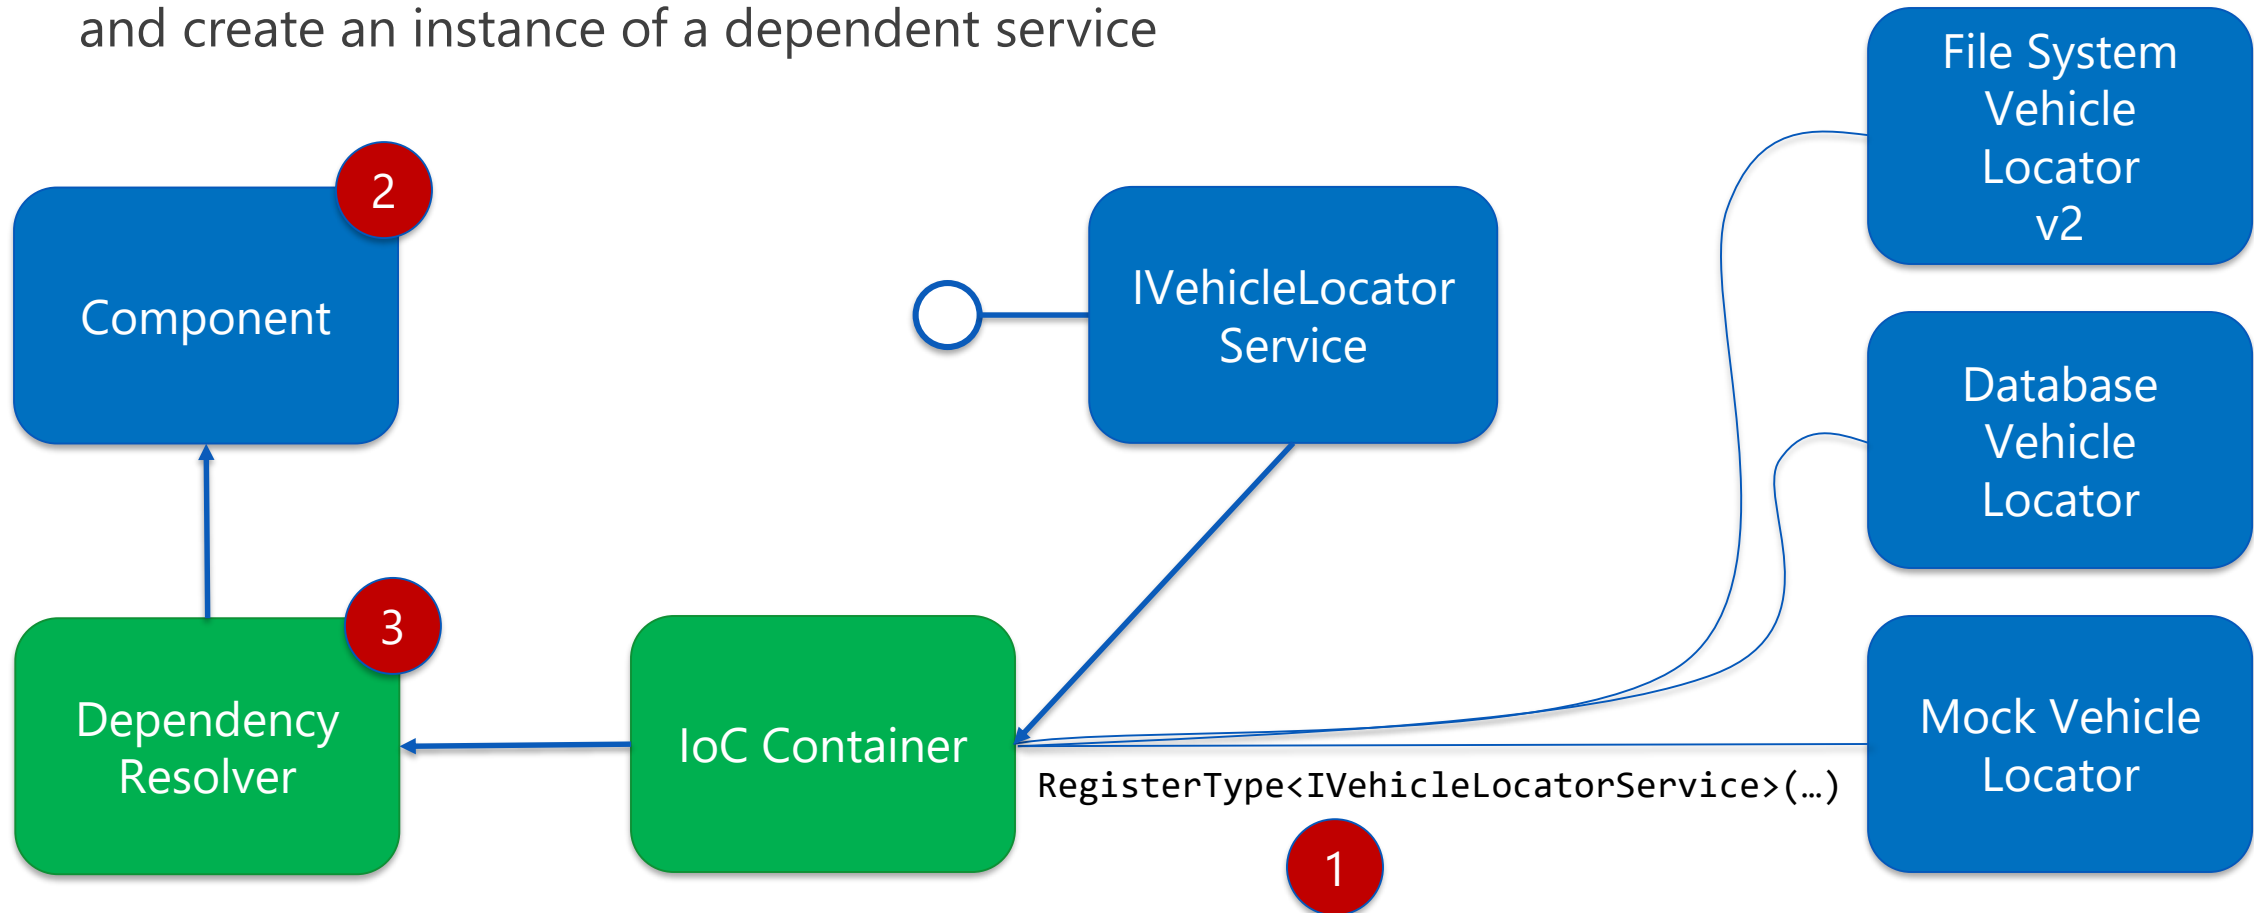 and create an instance of a dependent service
File System
Vehicle
Locator
v2
2
Component
IVehicleLocator
Service
Database
Vehicle
Locator
3
Dependency
Resolver
IoC Container
Mock Vehicle
Locator
RegisterType<IVehicleLocatorService>(…)
1